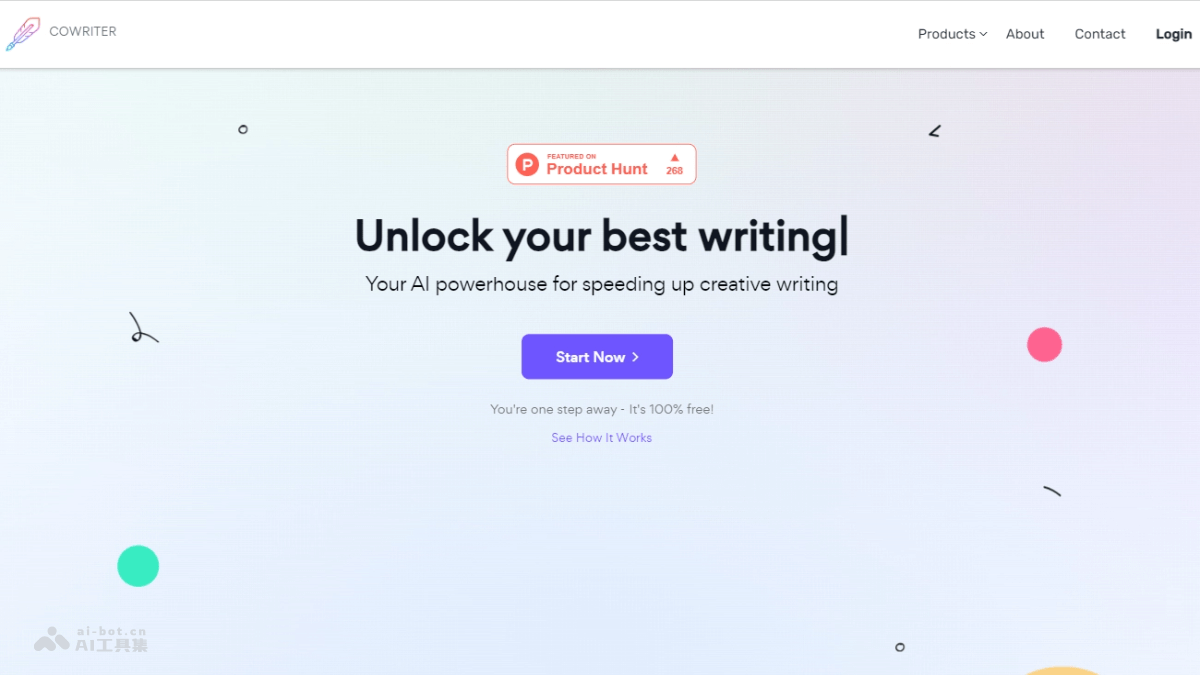 COWRITER
Products About Contact Login
FEATURED ON
Product Hunt
268
Unlock your best writing
Your AI powerhouse for speeding up creative writing
Start Now
You're one step away - It's 100% free!
See How It Works
ai-bot.cn
AI工具集